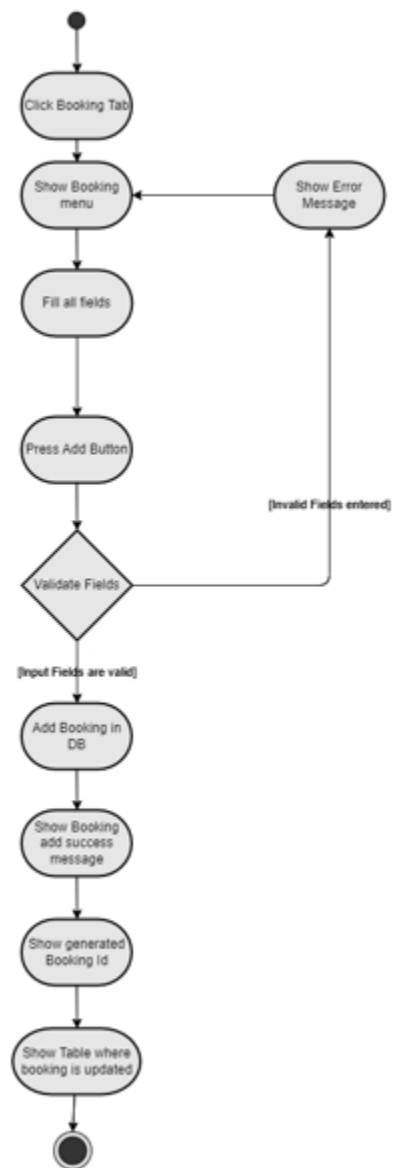 Click Booking Tab
Show Booking
menu
Show Error
Message
Fill all fields
Press Add Button
[Invalid Fields entered]
Validate Fields
[Input Fields are valid]
Add Booking in
DB
Show Booking
add success
message
Show generated
Booking Id
Show Table where
booking is updated